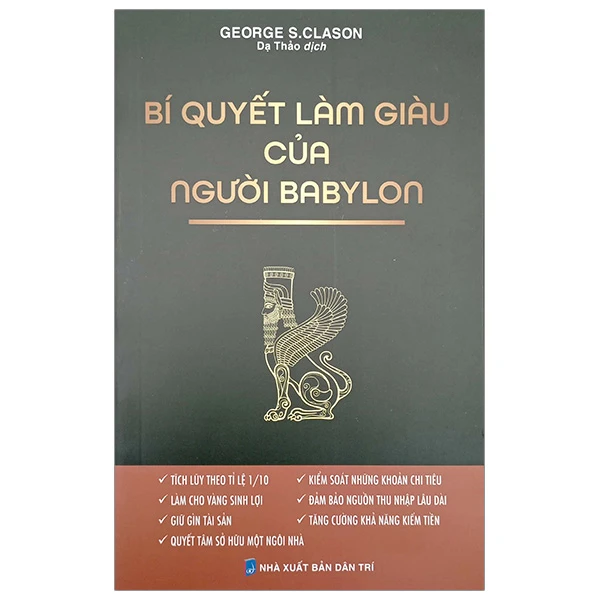 GEORGE S.CLASON
Dạ Thảo dịch
BÍ QUYẾT LÀM GIÀU
CỦA
NGƯỜI BABYLON
✓ TÍCH LŨY THEO TỈ LỆ 1/10
✓ KIỂM SOÁT NHỮNG KHOẢN CHI TIÊU
✓ LÀM CHO VÀNG SINH LỢI
✓ ĐẢM BẢO NGUỒN THU NHẬP LÂU DÀI
✓ GIỮ GÌN TÀI SẢN
✓ TĂNG CƯỜNG KHẢ NĂNG KIẾM TIỀN
✓ QUYẾT TÂM SỞ HỮU MỘT NGÔI NHÀ
NHÀ XUẤT BẢN DÂN TRÍ